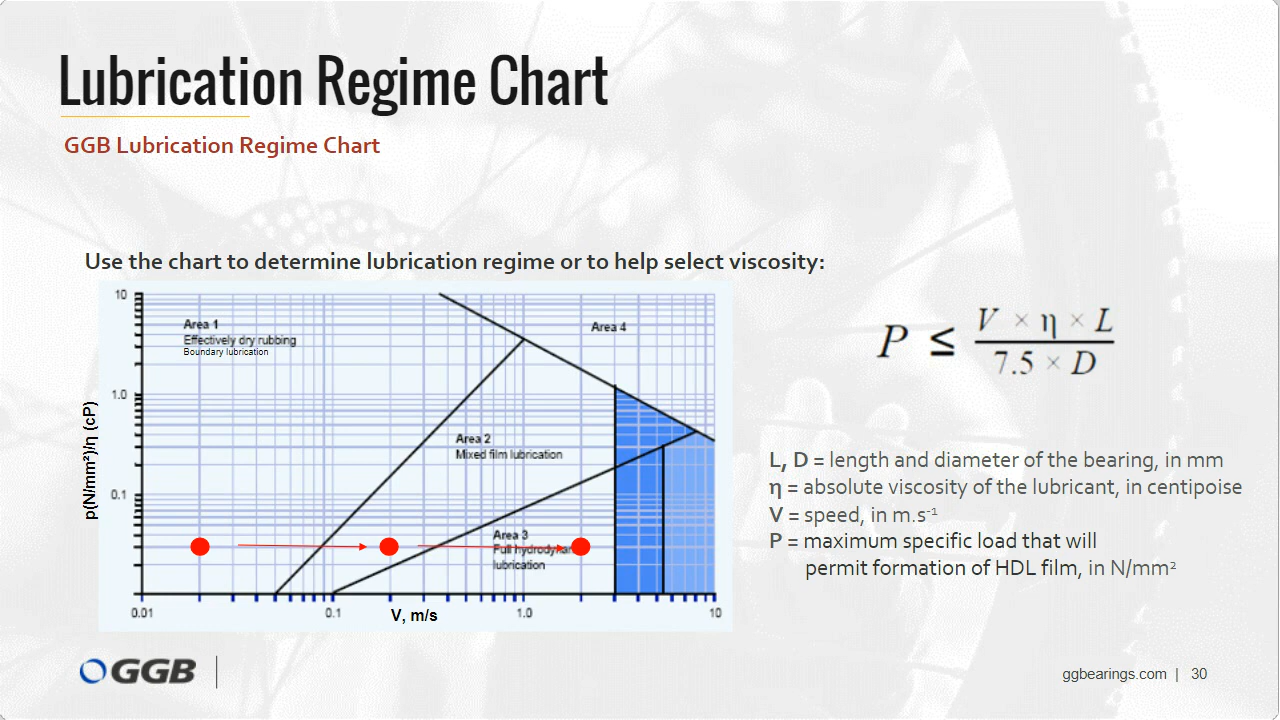 Lubrication Regime Chart
GGB Lubrication Regime Chart
Use the chart to determine lubrication regime or to help select viscosity:
p(N/mm²)/η (cP)
10
1.0
0.1
Area 1
Effectively dry rubbing
Boundary lubrication
Area 4
Area 2
Mixed film lubrication
Area 3
Full
lubrication
0.01
0.1
1.0
10
V, m/s
P ≤ V × η × L
7.5 × D
L, D = length and diameter of the bearing, in mm
η = absolute viscosity of the lubricant, in centipoise
V = speed, in m.s⁻¹
P = maximum specific load that will
permit formation of HDL film, in N/mm²
GGB
ggbearings.com | 30